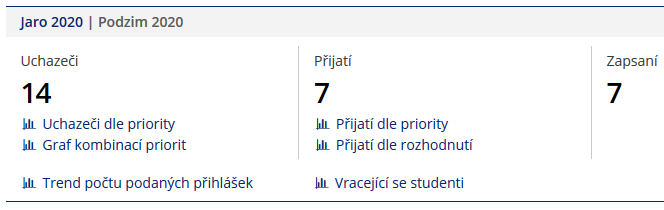 Jaro 2020 | Podzim 2020
Uchazeči
14
Uchazeči dle priority
Graf kombinací priorit
Přijatí
7
Přijatí dle priority
Přijatí dle rozhodnutí
Zapsaní
7
Trend počtu podaných přihlášek
Vracející se studenti